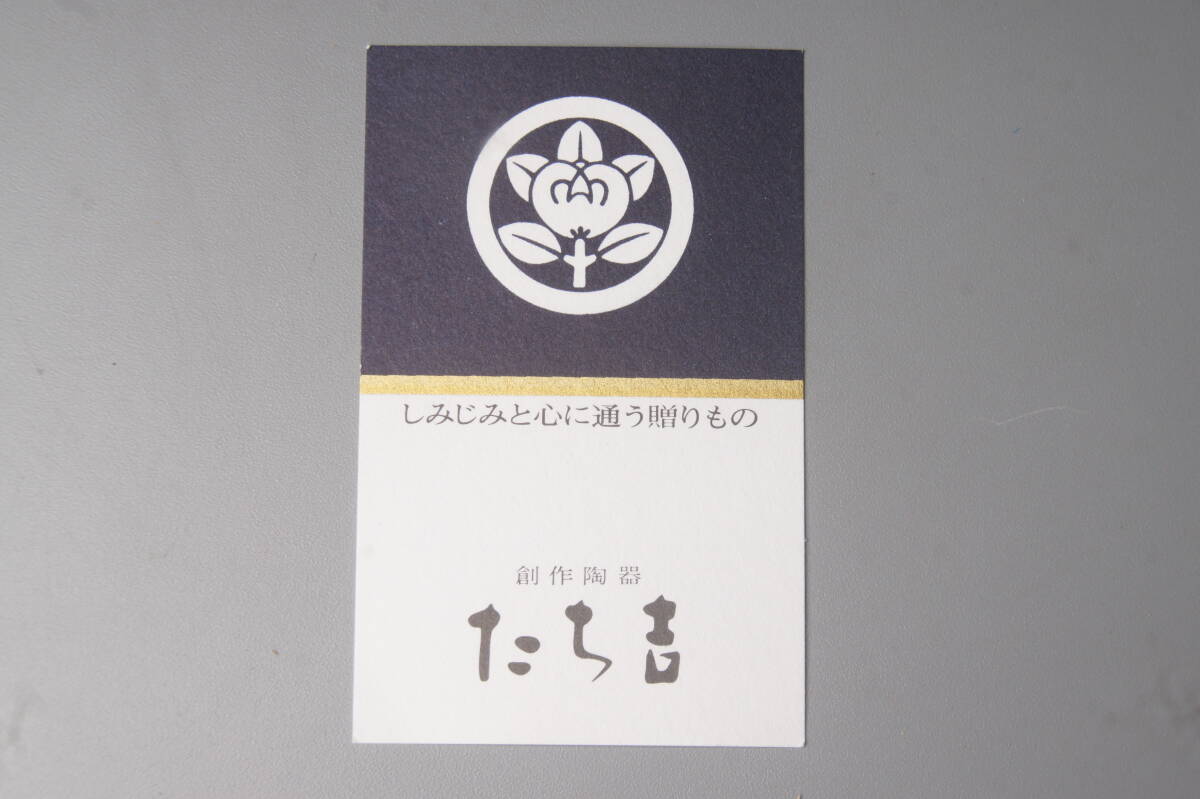 しみじみと心に通う贈りもの
創作陶器
たち吉